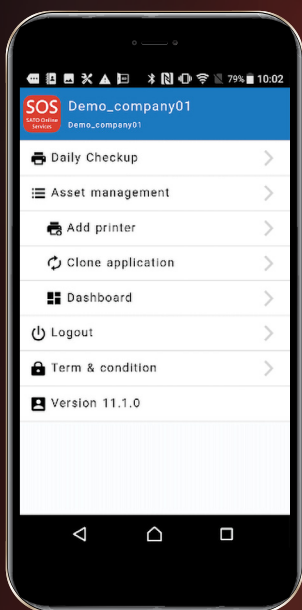 79% 10:02
SOS
SATO Online
Services
Demo_company01
Demo_company01
Daily Checkup
Asset management
Add printer
Clone application
Dashboard
Logout
Term & condition
Version 11.1.0